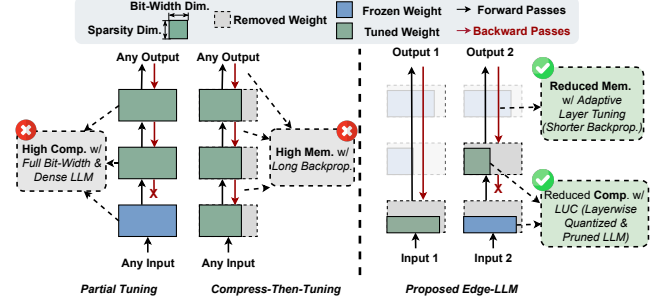 Bit-Width Dim.
Sparsity Dim.
Removed Weight
Frozen Weight
Tuned Weight
Forward Passes
Backward Passes
Any Output
Any Output
High Comp. w/
Full Bit-Width &
Dense LLM
X
High Mem. w/
Long Backprop.
Any Input
Any Input
Partial Tuning
Compress-Then-Tuning
Output 1
Output 2
Reduced Mem.
w/ Adaptive
Layer Tuning
(Shorter Backprop.)
X
Reduced Comp. w/
LUC (Layerwise
Quantized &
Pruned LLM)
Input 1
Input 2
Proposed Edge-LLM